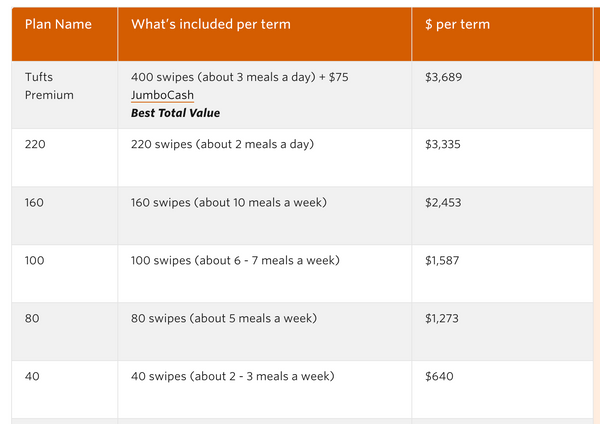 Plan Name What's included per term $ per term
Tufts Premium 400 swipes (about 3 meals a day) + $75 JumboCash Best Total Value $3,689
220 220 swipes (about 2 meals a day) $3,335
160 160 swipes (about 10 meals a week) $2,453
100 100 swipes (about 6 - 7 meals a week) $1,587
80 80 swipes (about 5 meals a week) $1,273
40 40 swipes (about 2 - 3 meals a week) $640